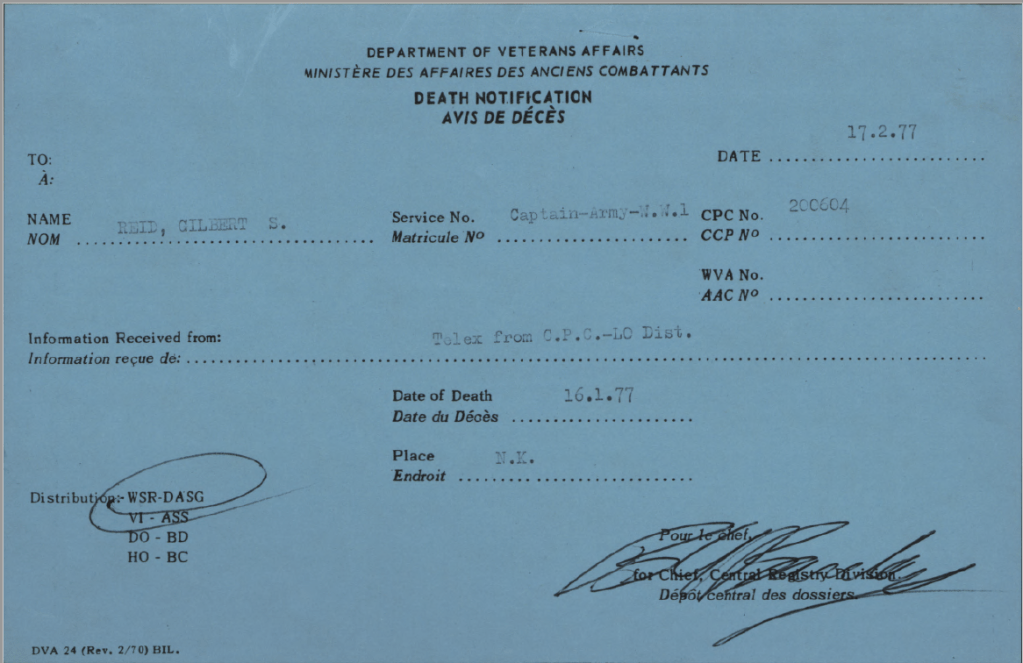 DEPARTMENT OF VETERANS AFFAIRS
MINISTÈRE DES AFFAIRES DES ANCIENS COMBATTANTS
DEATH NOTIFICATION
AVIS DE DÉCÈS
17.2.77
DATE ........................
TO:
À:
NAME REID, GILBERT S.
NOM ........................
Service No. Captain-Army-W.W.1
Matricule Nº ........................
CPC No. 200604
CCP Nº ........................
WVA No.
AAC Nº ........................
Information Received from: Telex from C.P.C.-LO Dist.
Information reçue de: ........................
Date of Death 16.1.77
Date du Décès ........................
Place N.K.
Endroit ........................
Distribution:-WSR-DASG
VI - ASS
DO - BD
HO - BC
Pour le chef,
for Chief, Central Registry Division.
Dépôt central des dossiers.
DVA 24 (Rev. 2/70) BIL.